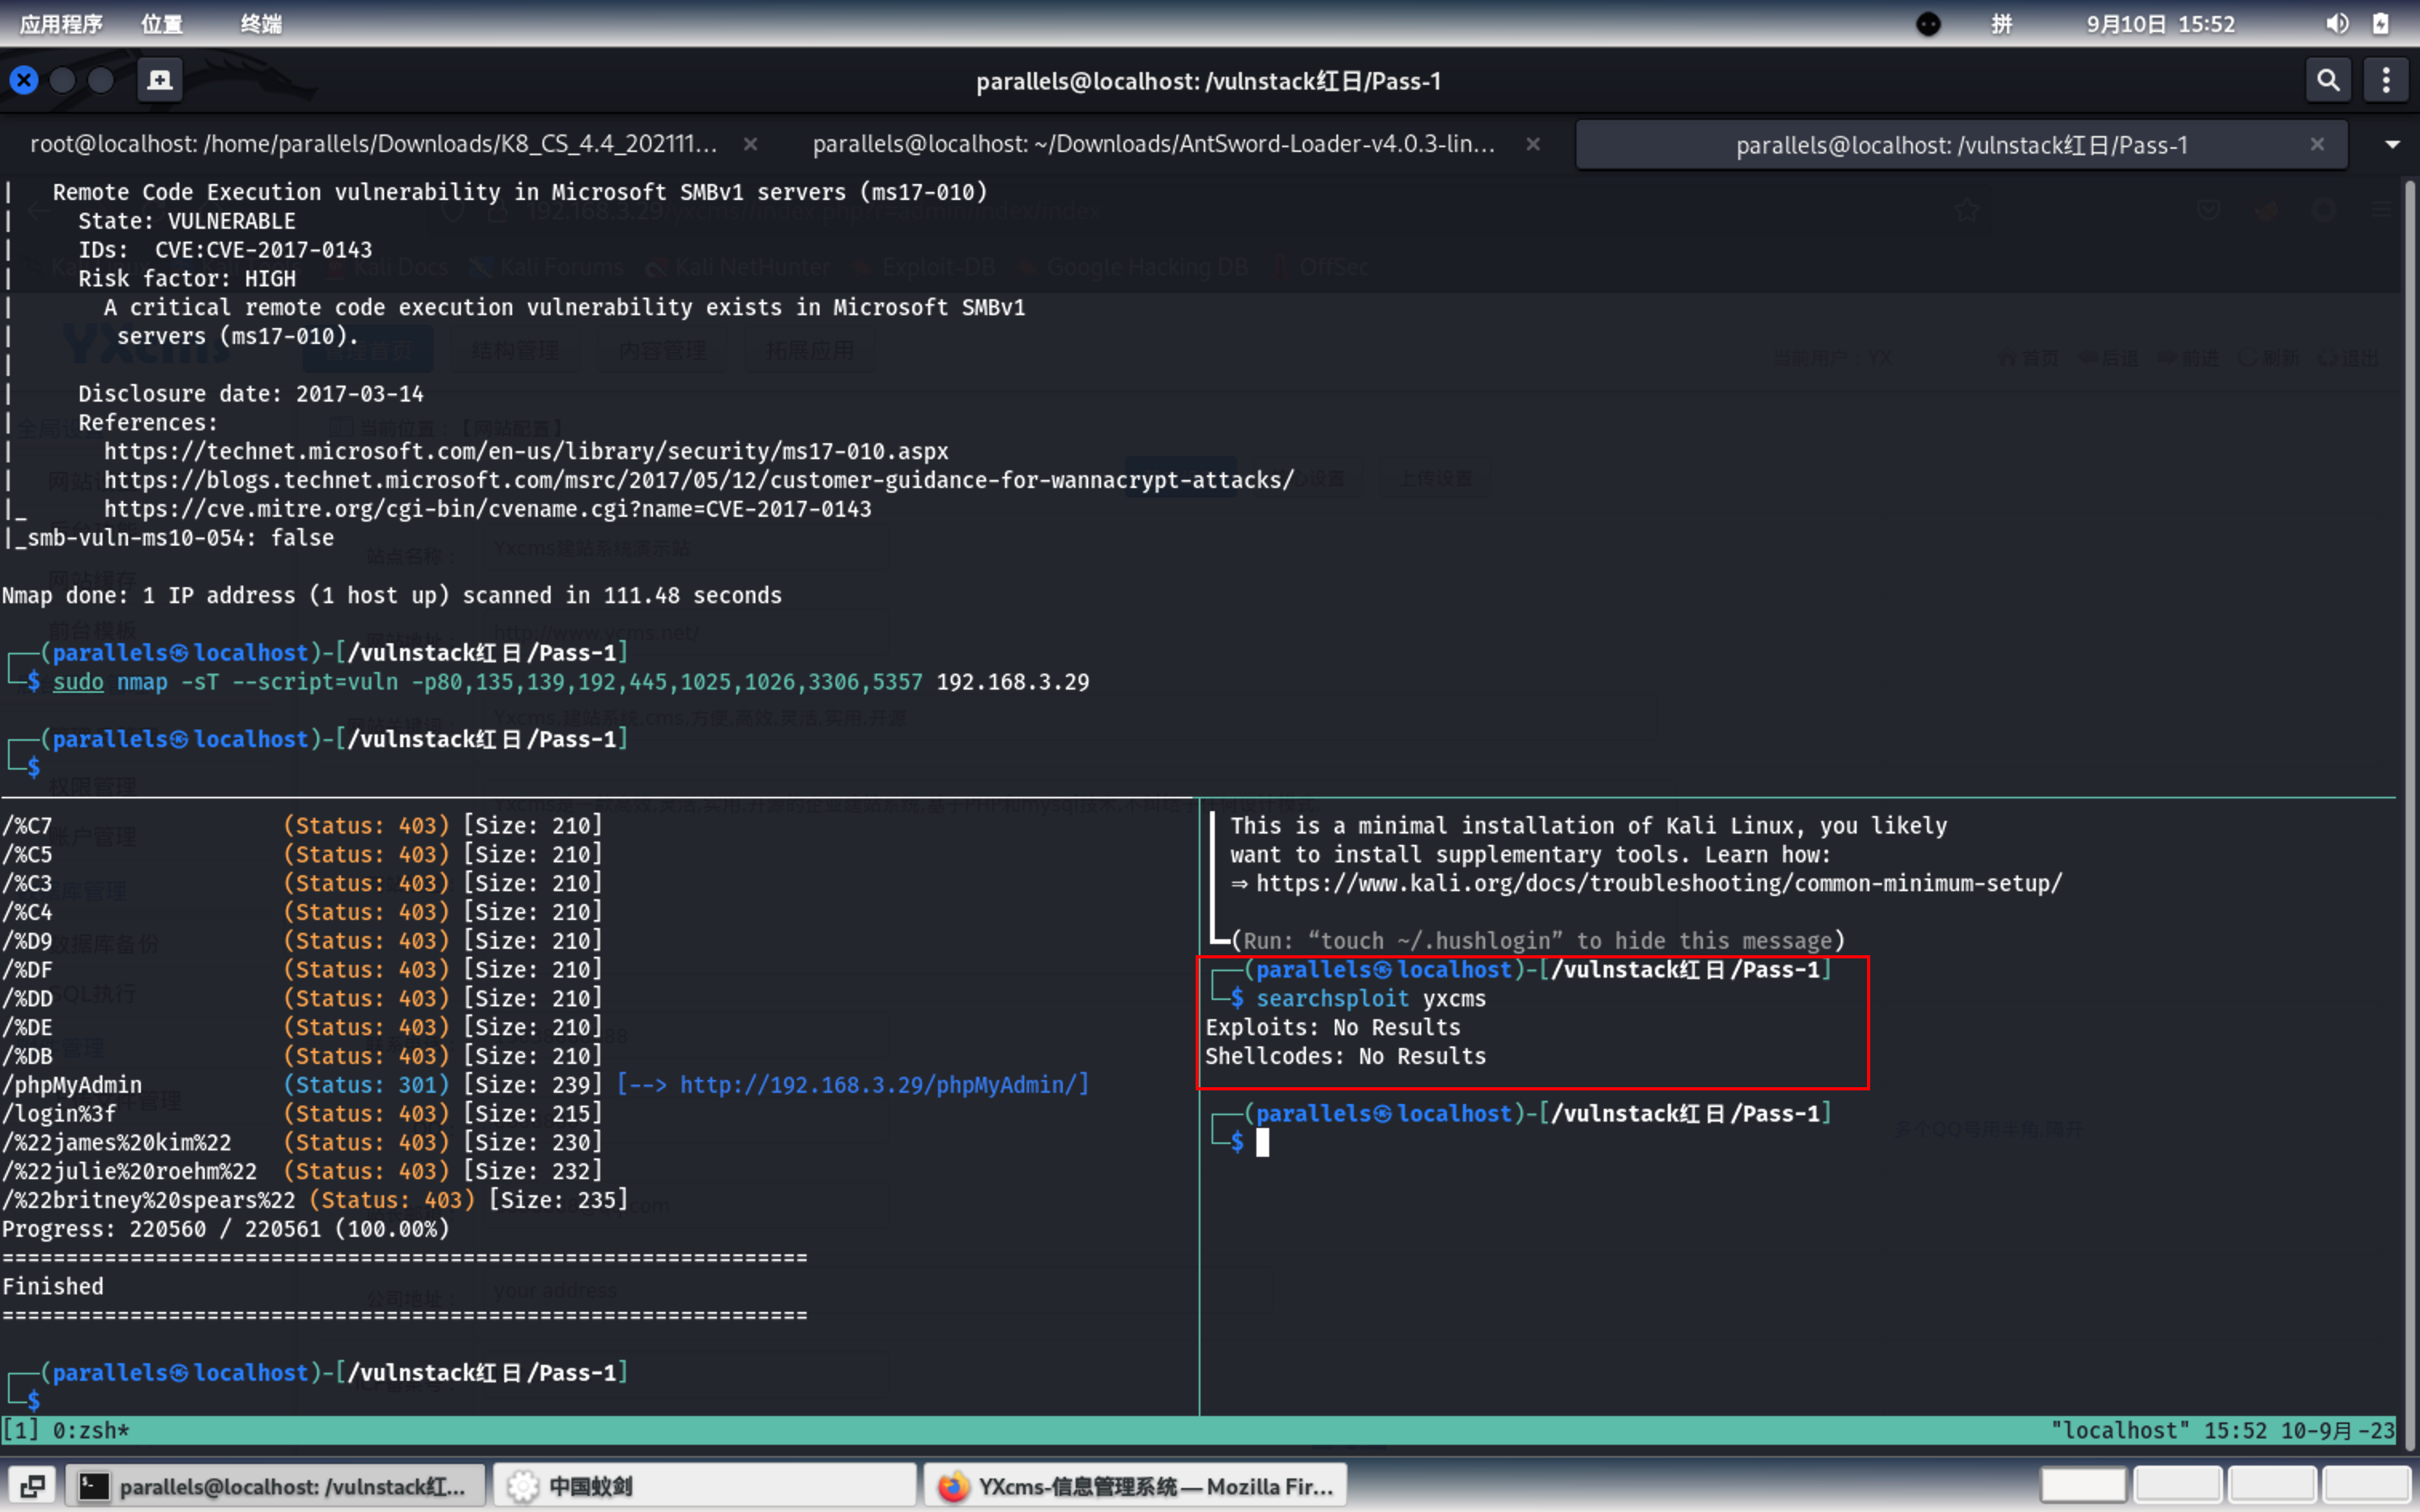 应用程序 位置 终端 拼 9月10日 15:52
parallels@localhost: /vulnstack红日/Pass-1
root@localhost: /home/parallels/Downloads/K8_CS_4.4_202111... × parallels@localhost: ~/Downloads/AntSword-Loader-v4.0.3-lin... × parallels@localhost: /vulnstack红日/Pass-1 ×
|   Remote Code Execution vulnerability in Microsoft SMBv1 servers (ms17-010)
|     State: VULNERABLE
|     IDs:  CVE:CVE-2017-0143
|     Risk factor: HIGH
|       A critical remote code execution vulnerability exists in Microsoft SMBv1
|        servers (ms17-010).
|
|     Disclosure date: 2017-03-14
|     References:
|       https://technet.microsoft.com/en-us/library/security/ms17-010.aspx
|       https://blogs.technet.microsoft.com/msrc/2017/05/12/customer-guidance-for-wannacrypt-attacks/
|_      https://cve.mitre.org/cgi-bin/cvename.cgi?name=CVE-2017-0143
|_smb-vuln-ms10-054: false
Nmap done: 1 IP address (1 host up) scanned in 111.48 seconds
┌──(parallels㉿localhost)-[/vulnstack红日/Pass-1]
└─$ sudo nmap -sT --script=vuln -p80,135,139,192,445,1025,1026,3306,5357 192.168.3.29
┌──(parallels㉿localhost)-[/vulnstack红日/Pass-1]
└─$
/%C7                  (Status: 403) [Size: 210]
/%C5                  (Status: 403) [Size: 210]
/%C3                  (Status: 403) [Size: 210]
/%C4                  (Status: 403) [Size: 210]
/%D9                  (Status: 403) [Size: 210]
/%DF                  (Status: 403) [Size: 210]
/%DD                  (Status: 403) [Size: 210]
/%DE                  (Status: 403) [Size: 210]
/%DB                  (Status: 403) [Size: 210]
/phpMyAdmin           (Status: 301) [Size: 239] [--> http://192.168.3.29/phpMyAdmin/]
/login%3f             (Status: 403) [Size: 215]
/%22james%20kim%22    (Status: 403) [Size: 230]
/%22julie%20roehm%22  (Status: 403) [Size: 232]
/%22britney%20spears%22 (Status: 403) [Size: 235]
Progress: 220560 / 220561 (100.00%)
===============================================================
Finished
===============================================================
┌──(parallels㉿localhost)-[/vulnstack红日/Pass-1]
└─$
This is a minimal installation of Kali Linux, you likely
want to install supplementary tools. Learn how:
⇒ https://www.kali.org/docs/troubleshooting/common-minimum-setup/
└─(Run: “touch ~/.hushlogin” to hide this message)
┌──(parallels㉿localhost)-[/vulnstack红日/Pass-1]
└─$ searchsploit yxcms
Exploits: No Results
Shellcodes: No Results
┌──(parallels㉿localhost)-[/vulnstack红日/Pass-1]
└─$
[1] 0:zsh* "localhost" 15:52 10-9月-23
parallels@localhost: /vulnstack红... 中国蚁剑 YXcms-信息管理系统 — Mozilla Fir...